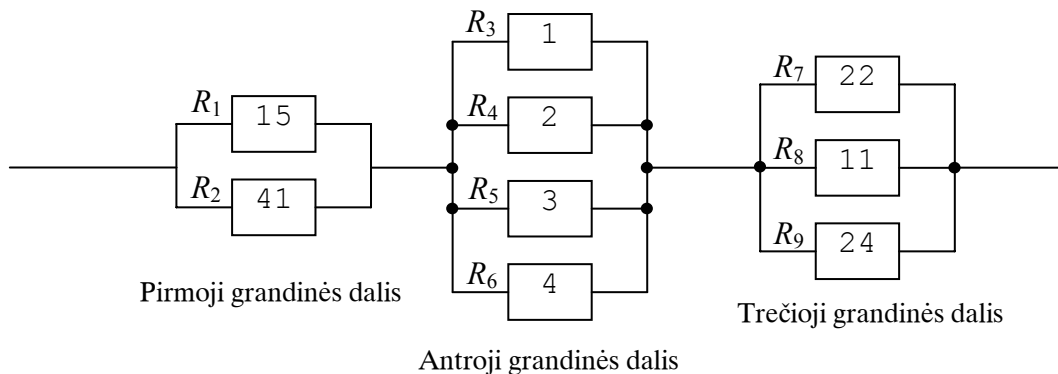 R1 15
R2 41
Pirmoji grandinės dalis
R3 1
R4 2
R5 3
R6 4
Antroji grandinės dalis
R7 22
R8 11
R9 24
Trečioji grandinės dalis